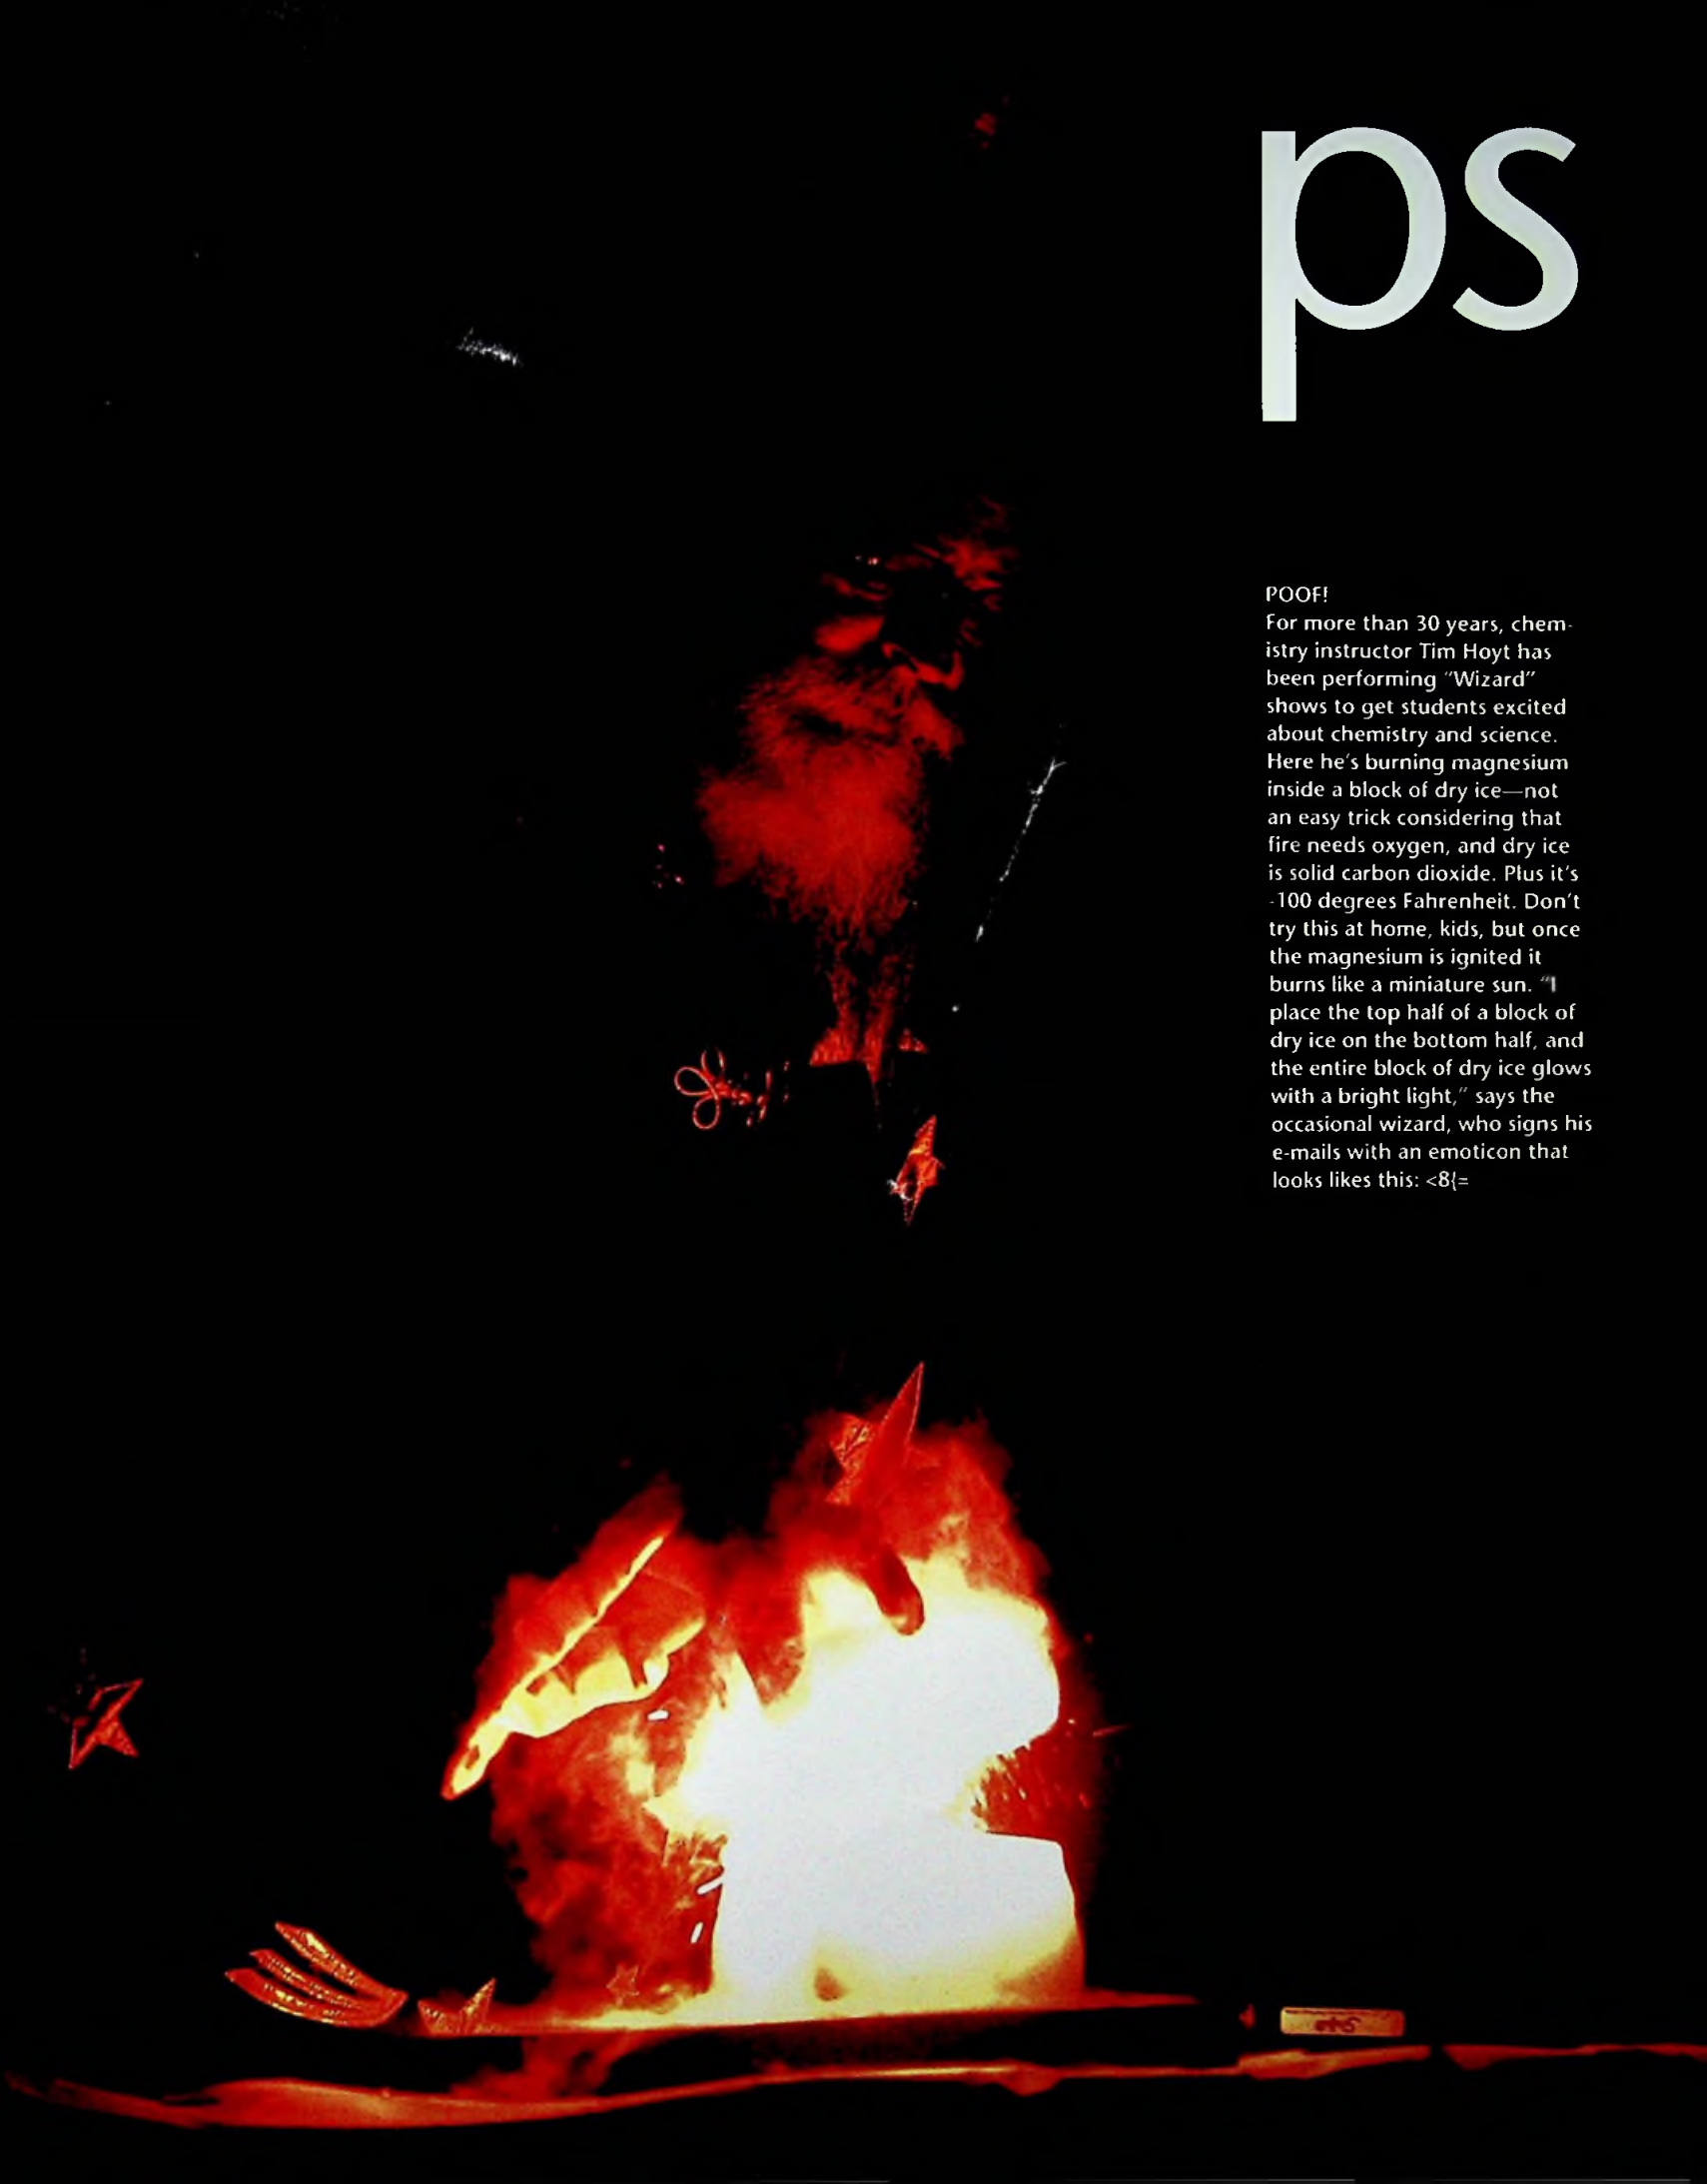 ps
POOF!
For more than 30 years, chem-
istry instructor Tim Hoyt has
been performing “Wizard”
shows to get students excited
about chemistry and science.
Here he’s burning magnesium
inside a block of dry ice—not
an easy trick considering that
fire needs oxygen, and dry ice
is solid carbon dioxide. Plus it’s
-100 degrees Fahrenheit. Don’t
try this at home, kids, but once
the magnesium is ignited it
burns like a miniature sun. “I
place the top half of a block of
dry ice on the bottom half, and
the entire block of dry ice glows
with a bright light,” says the
occasional wizard, who signs his
e-mails with an emoticon that
looks likes this: <8{=